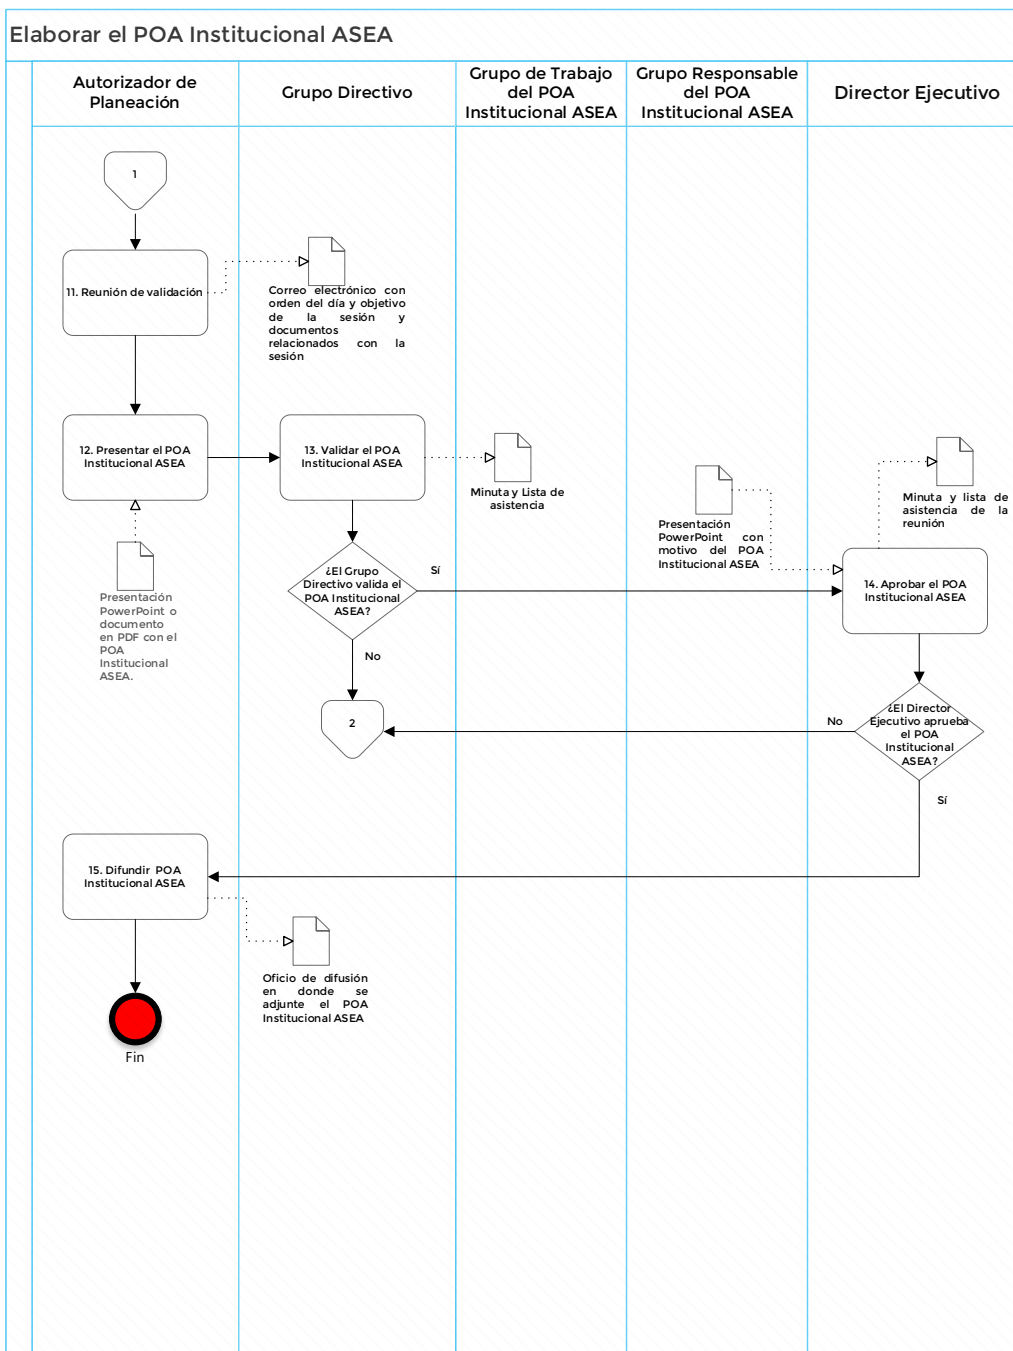 Elaborar el POA Institucional ASEA
Autorizador de
Planeación
Grupo Directivo
Grupo de Trabajo
del POA
Institucional ASEA
Grupo Responsable
del POA
Institucional ASEA
Director Ejecutivo
1
11. Reunión de validación
Correo electrónico con
orden del día y objetivo
de la sesión y
documentos
relacionados con la
sesión
12. Presentar el POA
Institucional ASEA
13. Validar el POA
Institucional ASEA
Minuta y Lista de
asistencia
Presentación
PowerPoint con
motivo del POA
Institucional ASEA
Minuta y lista de
asistencia de la
reunión
Presentación
PowerPoint o
documento
en PDF con el
POA
Institucional
ASEA.
¿El Grupo
Directivo valida el
POA Institucional
ASEA?
Sí
No
14. Aprobar el POA
Institucional ASEA
2
¿El Director
Ejecutivo aprueba
el POA
Institucional
ASEA?
No
Sí
15. Difundir POA
Institucional ASEA
Oficio de difusión
en donde se
adjunte el POA
Institucional ASEA
Fin